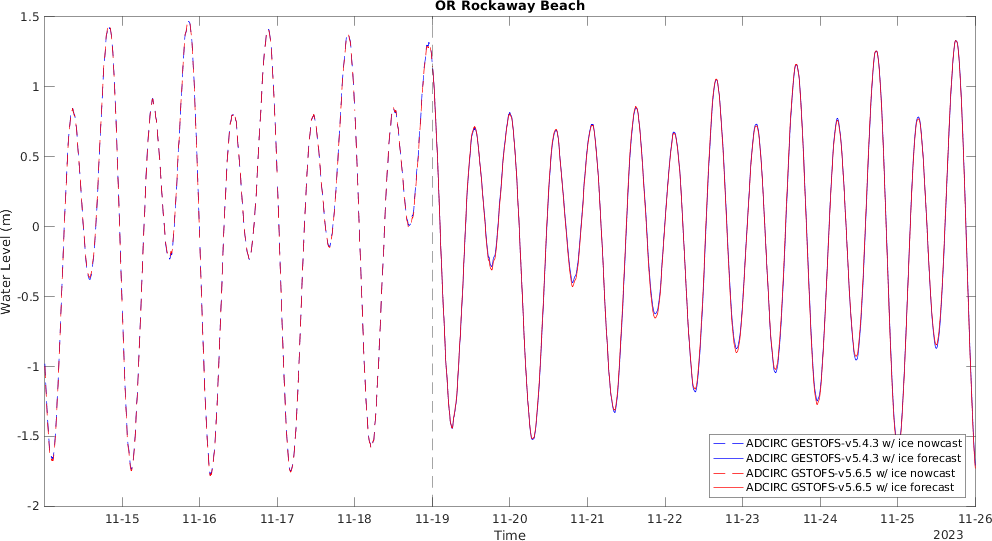 OR Rockaway Beach
1.5
1
0.5
0
-0.5
-1
-1.5
-2
Water Level (m)
ADCIRC GESTOFS-v5.4.3 w/ ice nowcast
ADCIRC GESTOFS-v5.4.3 w/ ice forecast
ADCIRC GSTOFS-v5.6.5 w/ ice nowcast
ADCIRC GSTOFS-v5.6.5 w/ ice forecast
11-15 11-16 11-17 11-18 11-19 11-20 11-21 11-22 11-23 11-24 11-25 11-26
Time
2023